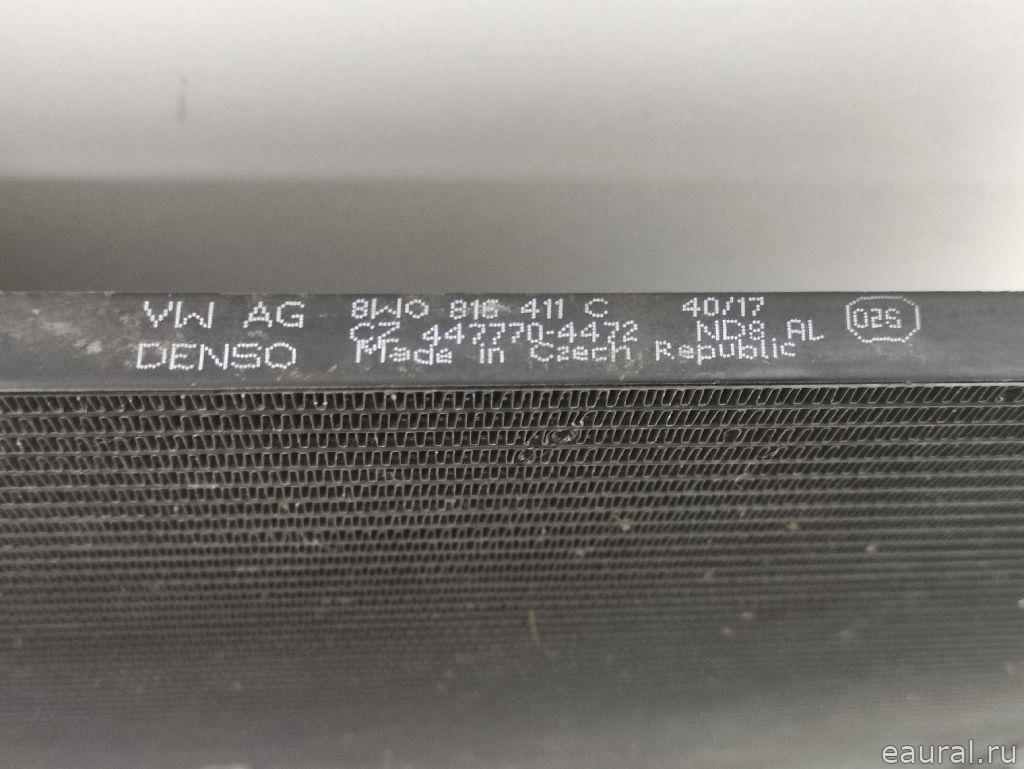 VW AG 8W0 816 411 C 40/17
CZ 447770-4472 ND8 AL
DENSO Made in Czech Republic
026
eaural.ru